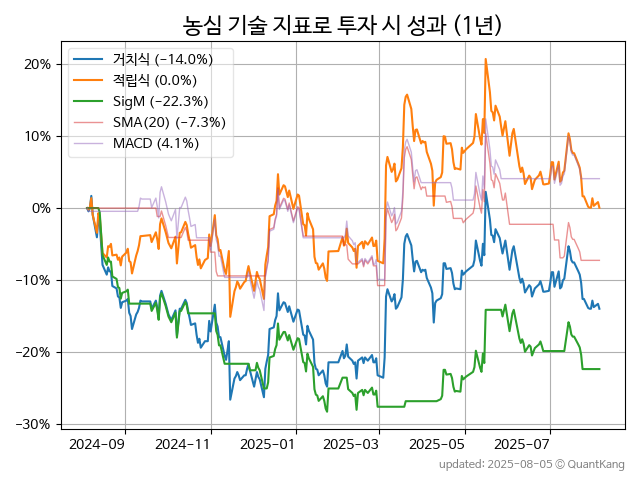 농심 기술 지표로 투자 시 성과 (1년)
거치식 (−14.0%)
적립식 (0.0%)
SigM (−22.3%)
SMA(20) (−7.3%)
MACD (4.1%)
20%
10%
0%
−10%
−20%
−30%
2024-09 2024-11 2025-01 2025-03 2025-05 2025-07
updated: 2025-08-05 © QuantKang